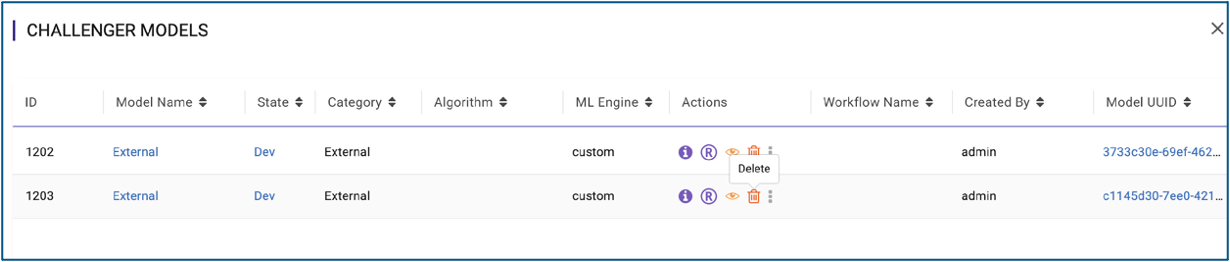 CHALLENGER MODELS
ID Model Name State Category Algorithm ML Engine Actions Workflow Name Created By Model UUID
1202 External Dev External custom admin 3733c30e-69ef-462...
Delete
1203 External Dev External custom admin c1145d30-7ee0-421...